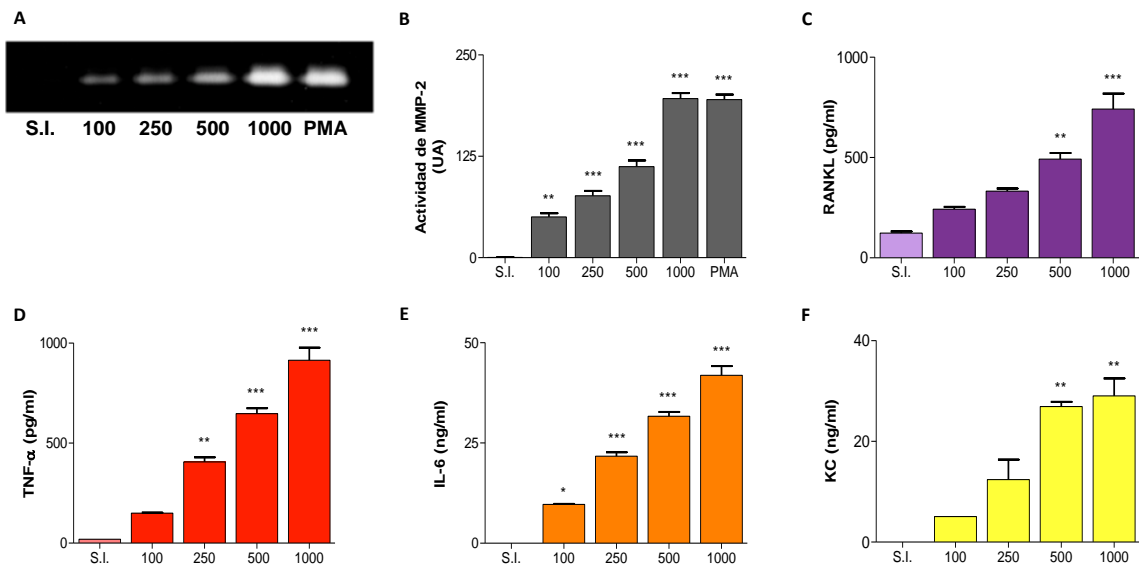 A
S.I. 100 250 500 1000 PMA
B
Actividad de MMP-2
(UA)
250
125
0
** *** *** *** ***
S.I. 100 250 500 1000 PMA
C
RANKL (pg/ml)
1000
500
0
** ***
S.I. 100 250 500 1000
D
TNF-α (pg/ml)
1000
500
0
** *** ***
S.I. 100 250 500 1000
E
IL-6 (ng/ml)
50
25
0
* *** *** ***
S.I. 100 250 500 1000
F
KC (ng/ml)
40
20
0
** **
S.I. 100 250 500 1000